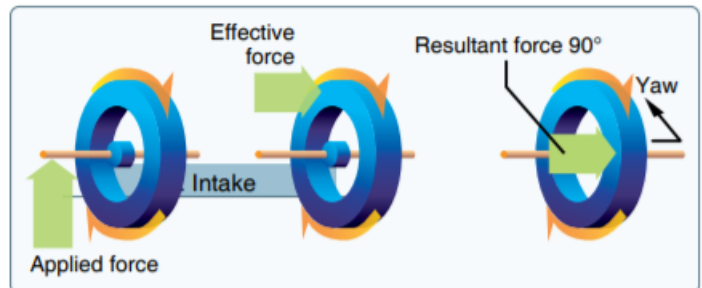 Effective
force
Resultant force 90°
Yaw
. Intake
Applied force